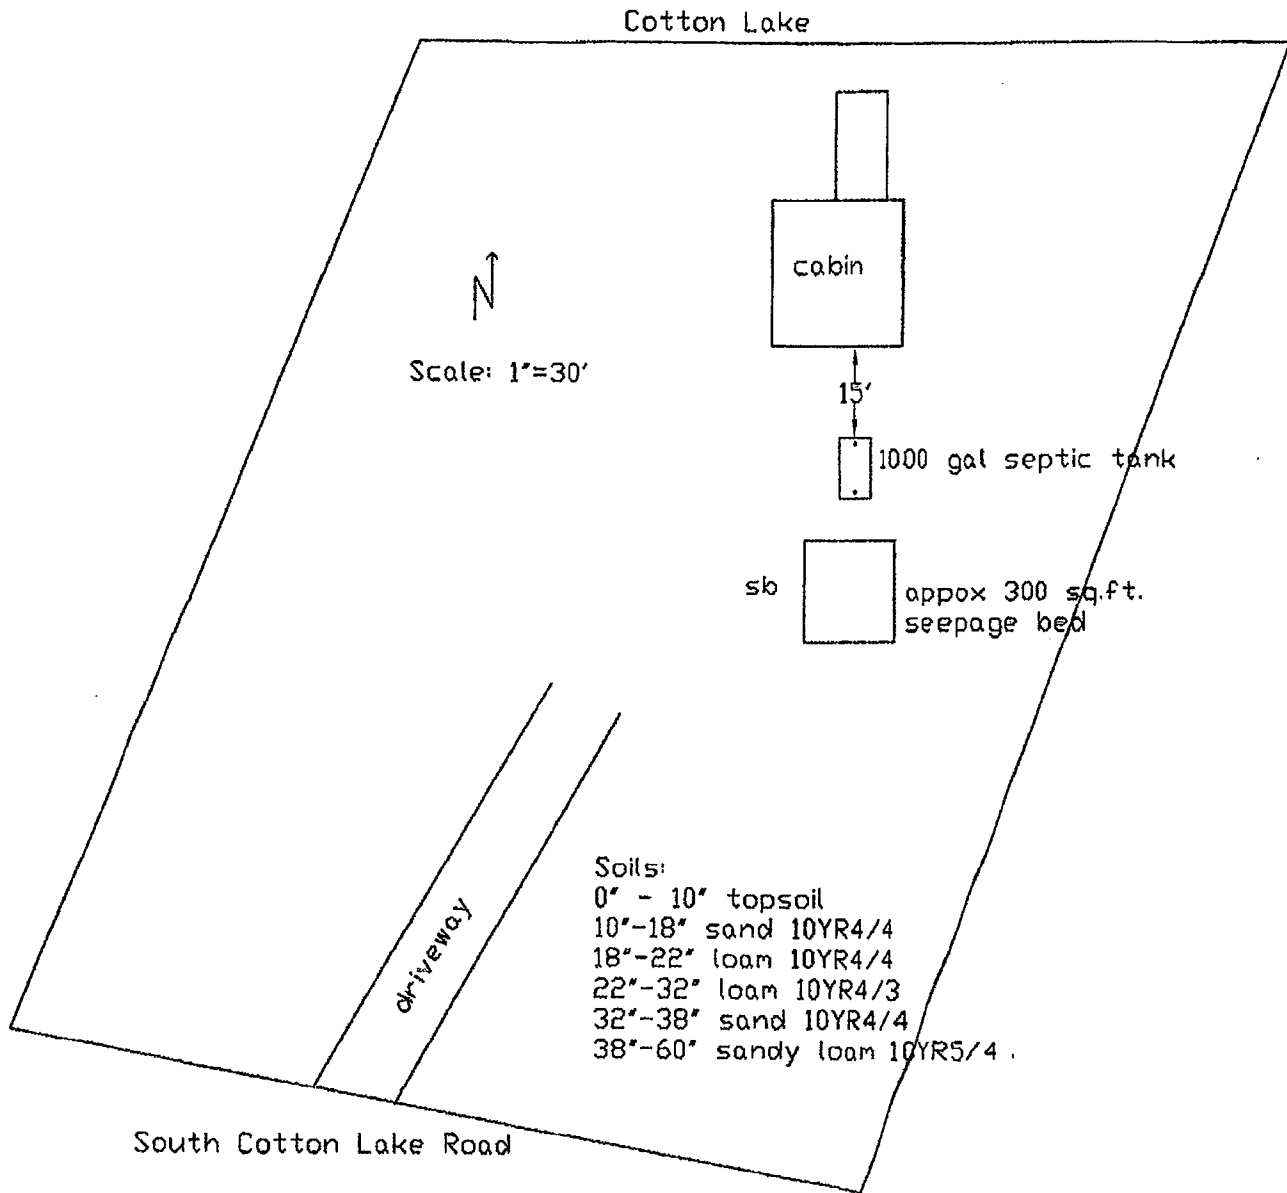 Cotton Lake
cabin
N
Scale: 1"=30'
15'
1000 gal septic tank
sb
appox 300 sq.ft.
seepage bed
driveway
Soils:
0" - 10" topsoil
10"-18" sand 10YR4/4
18"-22" loam 10YR4/4
22"-32" loam 10YR4/3
32"-38" sand 10YR4/4
38"-60" sandy loam 10YR5/4
South Cotton Lake Road